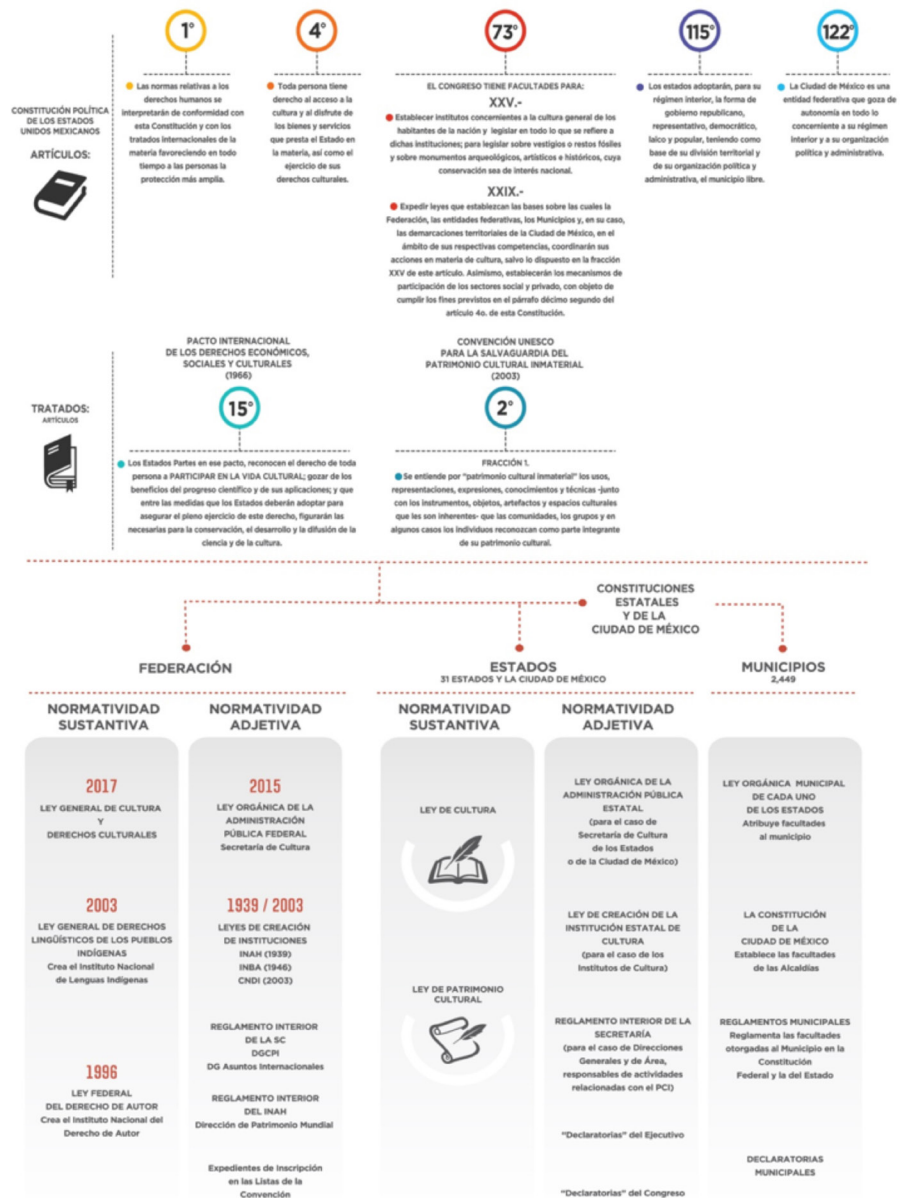 CONSTITUCIÓN POLÍTICA
DE LOS ESTADOS
UNIDOS MEXICANOS
ARTÍCULOS:
1°
Las normas relativas a los
derechos humanos se
interpretarán de conformidad con
esta Constitución y con los
tratados internacionales de la
materia favoreciendo en todo
tiempo a las personas la
protección más amplia.
4°
Toda persona tiene
derecho al acceso a la
cultura y al disfrute de
los bienes y servicios
que presta el Estado en
la materia, así como el
ejercicio de sus
derechos culturales.
73°
EL CONGRESO TIENE FACULTADES PARA:
XXV.-
Establecer institutos concernientes a la cultura general de los
habitantes de la nación y legislar en todo lo que se refiere a
dichas instituciones; para legislar sobre vestigios o restos fósiles
y sobre monumentos arqueológicos, artísticos e históricos, cuya
conservación sea de interés nacional.
XXIX.-
Expedir leyes que establezcan las bases sobre las cuales la
Federación, las entidades federativas, los Municipios y, en su caso,
las demarcaciones territoriales de la Ciudad de México, en el
ámbito de sus respectivas competencias, coordinarán sus
acciones en materia de cultura, salvo lo dispuesto en la fracción
XXV de este artículo. Asimismo, establecerán los mecanismos de
participación de los sectores social y privado, con objeto de
cumplir los fines previstos en el párrafo décimo segundo del
artículo 4o. de esta Constitución.
115°
Los estados adoptarán, para su
régimen interior, la forma de
gobierno republicano,
representativo, democrático,
laico y popular, teniendo como
base de su división territorial y
de su organización política y
administrativa, el municipio libre.
122°
La Ciudad de México es una
entidad federativa que goza de
autonomía en todo lo
concerniente a su régimen
interior y a su organización
política y administrativa.
TRATADOS:
ARTÍCULOS
PACTO INTERNACIONAL
DE LOS DERECHOS ECONÓMICOS,
SOCIALES Y CULTURALES
(1966)
15°
Los Estados Partes en ese pacto, reconocen el derecho de toda
persona a PARTICIPAR EN LA VIDA CULTURAL; gozar de los
beneficios del progreso científico y de sus aplicaciones; y que
entre las medidas que los Estados deberán adoptar para
asegurar el pleno ejercicio de este derecho, figurarán las
necesarias para la conservación, el desarrollo y la difusión de la
ciencia y de la cultura.
CONVENCIÓN UNESCO
PARA LA SALVAGUARDIA DEL
PATRIMONIO CULTURAL INMATERIAL
(2003)
2°
FRACCIÓN 1.
Se entiende por "patrimonio cultural inmaterial" los usos,
representaciones, expresiones, conocimientos y técnicas -junto
con los instrumentos, objetos, artefactos y espacios culturales
que les son inherentes- que las comunidades, los grupos y en
algunos casos los individuos reconozcan como parte integrante
de su patrimonio cultural.
CONSTITUCIONES
ESTATALES
Y DE LA
CIUDAD DE MÉXICO
FEDERACIÓN
NORMATIVIDAD
SUSTANTIVA
2017
LEY GENERAL DE CULTURA
Y
DERECHOS CULTURALES
2003
LEY GENERAL DE DERECHOS
LINGÜÍSTICOS DE LOS PUEBLOS
INDÍGENAS
Crea el Instituto Nacional
de Lenguas Indígenas
1996
LEY FEDERAL
DEL DERECHO DE AUTOR
Crea el Instituto Nacional del
Derecho de Autor
NORMATIVIDAD
ADJETIVA
2015
LEY ORGÁNICA DE LA
ADMINISTRACIÓN
PÚBLICA FEDERAL
Secretaría de Cultura
1939 / 2003
LEYES DE CREACIÓN
DE INSTITUCIONES
INAH (1939)
INBA (1946)
CNDI (2003)
REGLAMENTO INTERIOR
DE LA SC
DGCPI
DG Asuntos Internacionales
REGLAMENTO INTERIOR
DEL INAH
Dirección de Patrimonio Mundial
Expedientes de Inscripción
en las Listas de la
Convención
ESTADOS
31 ESTADOS Y LA CIUDAD DE MÉXICO
NORMATIVIDAD
SUSTANTIVA
LEY DE CULTURA
LEY DE PATRIMONIO
CULTURAL
NORMATIVIDAD
ADJETIVA
LEY ORGÁNICA DE LA
ADMINISTRACIÓN PÚBLICA
ESTATAL
(para el caso de
Secretaría de Cultura
de los Estados
o de la Ciudad de México)
LEY DE CREACIÓN DE LA
INSTITUCIÓN ESTATAL DE
CULTURA
(para el caso de los
Institutos de Cultura)
REGLAMENTO INTERIOR DE LA
SECRETARÍA
(para el caso de Direcciones
Generales y de Área,
responsables de actividades
relacionadas con el PCI)
"Declaratorias" del Ejecutivo
"Declaratorias" del Congreso
MUNICIPIOS
2,449
LEY ORGÁNICA MUNICIPAL
DE CADA UNO
DE LOS ESTADOS
Atribuye facultades
al municipio
LA CONSTITUCIÓN
DE LA
CIUDAD DE MÉXICO
Establece las facultades
de las Alcaldías
REGLAMENTOS MUNICIPALES
Reglamenta las facultades
otorgadas al Municipio en la
Constitución
Federal y la del Estado
DECLARATORIAS
MUNICIPALES